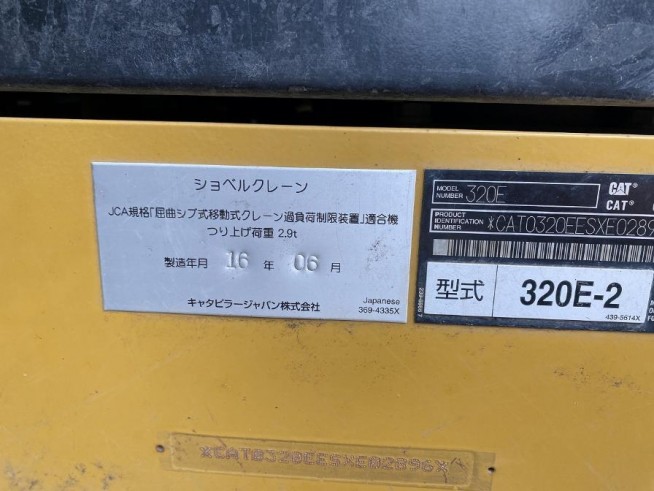 ショベルクレーン
JCA規格「屈曲ジブ式移動式クレーン過負荷制限装置」適合機
つり上げ荷重 2.9t
製造年月 16 年 06 月
キャタピラージャパン株式会社
Japanese
369-4335X
MODEL NUMBER 320E
CAT®
CAT®
PRODUCT IDENTIFICATION NUMBER *CAT0320EESXE0289
型式 320E-2
439-5614X
*CAT0320EESXE02896*